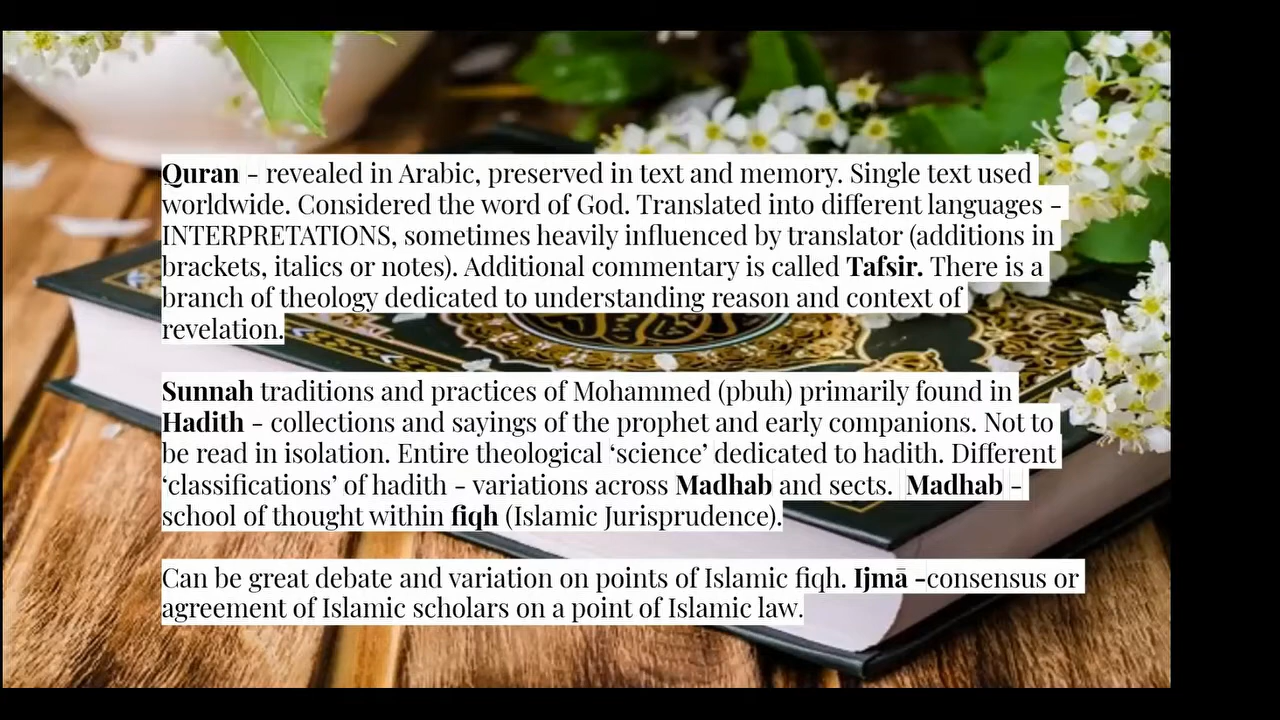 Quran - revealed in Arabic, preserved in text and memory. Single text used
worldwide. Considered the word of God. Translated into different languages -
INTERPRETATIONS, sometimes heavily influenced by translator (additions in
brackets, italics or notes). Additional commentary is called Tafsir. There is a
branch of theology dedicated to understanding reason and context of
revelation.
Sunnah traditions and practices of Mohammed (pbuh) primarily found in
Hadith - collections and sayings of the prophet and early companions. Not to
be read in isolation. Entire theological ‘science’ dedicated to hadith. Different
‘classifications’ of hadith - variations across Madhab and sects. Madhab -
school of thought within fiqh (Islamic Jurisprudence).
Can be great debate and variation on points of Islamic fiqh. Ijmā -consensus or
agreement of Islamic scholars on a point of Islamic law.